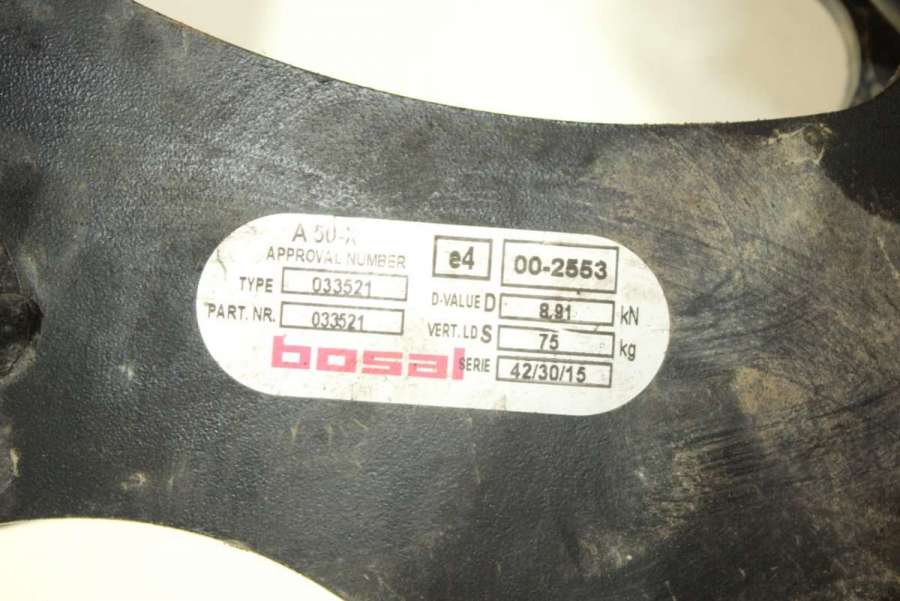 A 50-X
APPROVAL NUMBER e4 00-2553
TYPE 033521 D-VALUE D 8,91 kN
PART. NR. 033521 VERT. LD S 75 kg
bosal SERIE 42/30/15